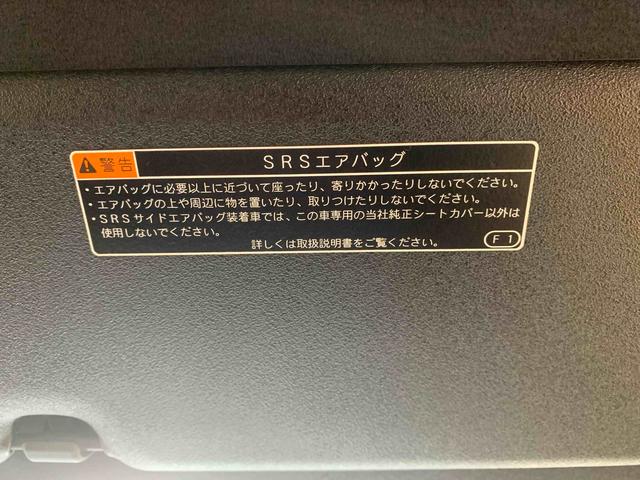 警告
SRSエアバッグ
・エアバッグに必要以上に近づいて座ったり、寄りかかったりしないでください。
・エアバッグの上や周辺に物を置いたり、取りつけたりしないでください。
・SRSサイドエアバッグ装着車では、この車専用の当社純正シートカバー以外は
使用しないでください。
詳しくは取扱説明書をご覧ください。
F1